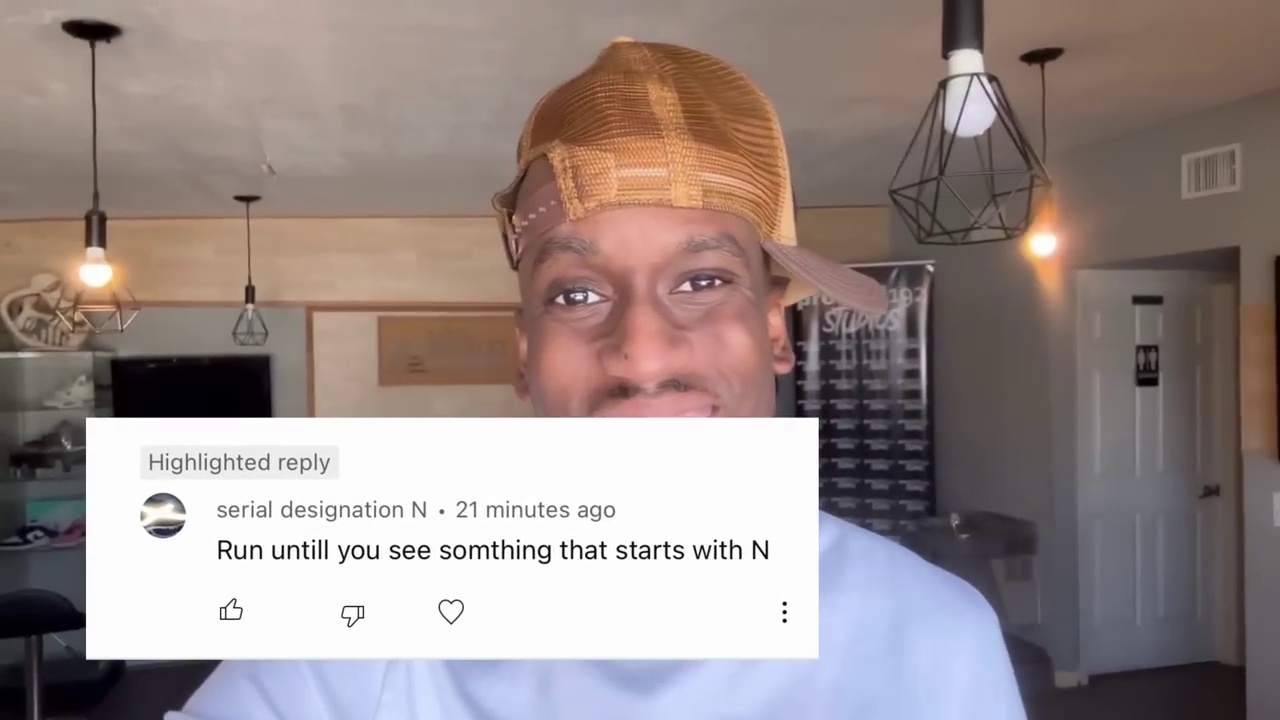 STUDIOS
Highlighted reply
serial designation N • 21 minutes ago
Run untill you see somthing that starts with N